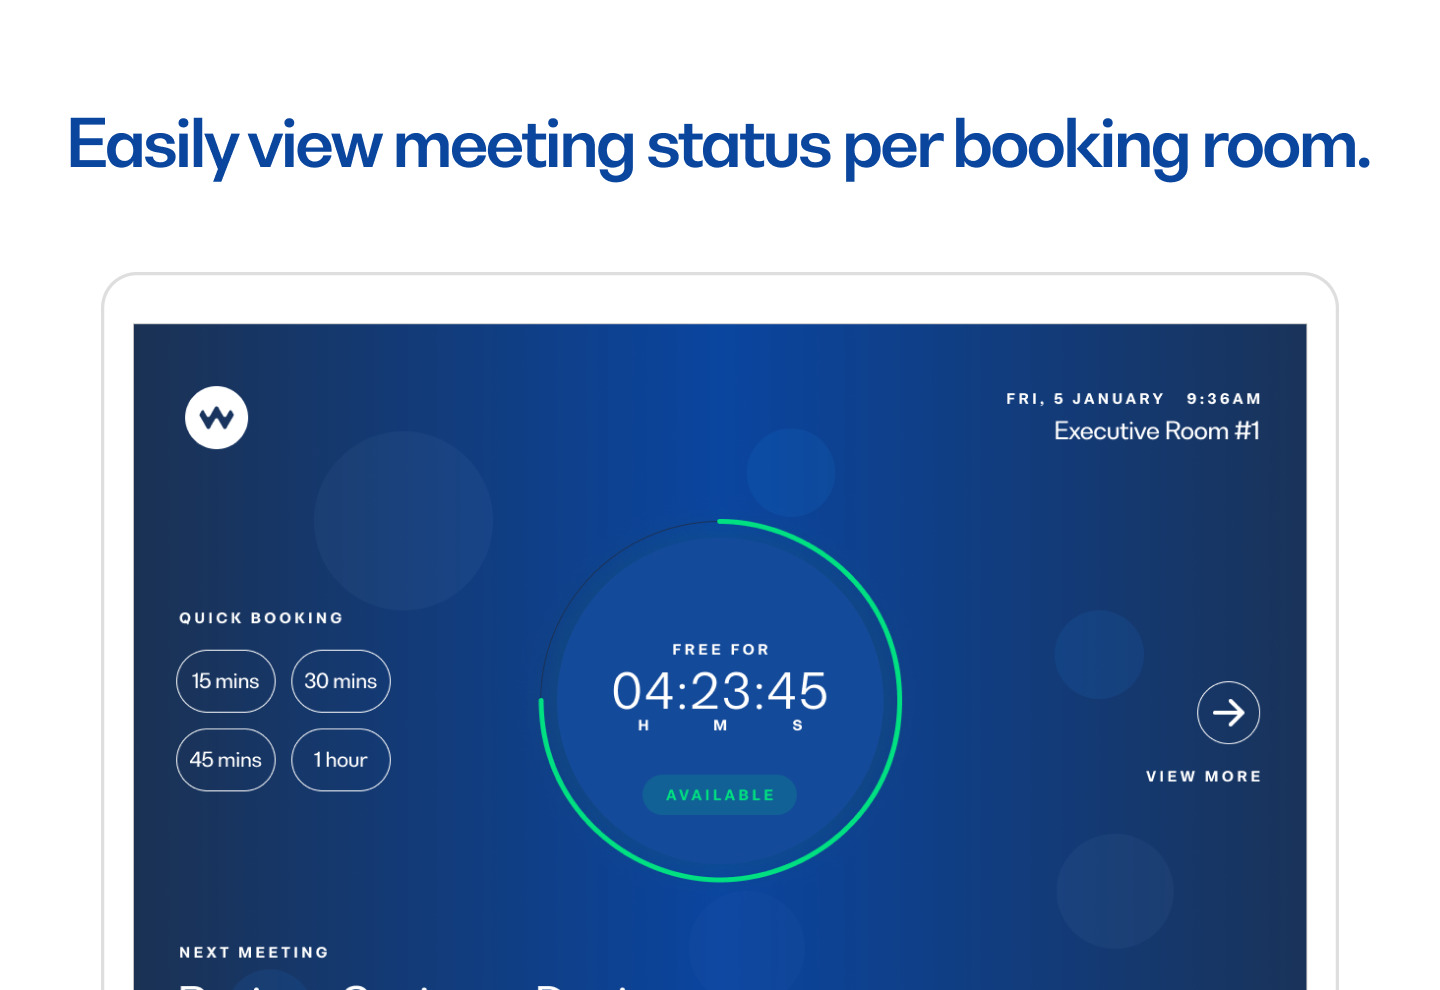 Easily view meeting status per booking room.
FRI, 5 JANUARY 9:36AM
Executive Room #1
QUICK BOOKING
15 mins
30 mins
45 mins
1 hour
FREE FOR
04:23:45
H M S
AVAILABLE
VIEW MORE
NEXT MEETING